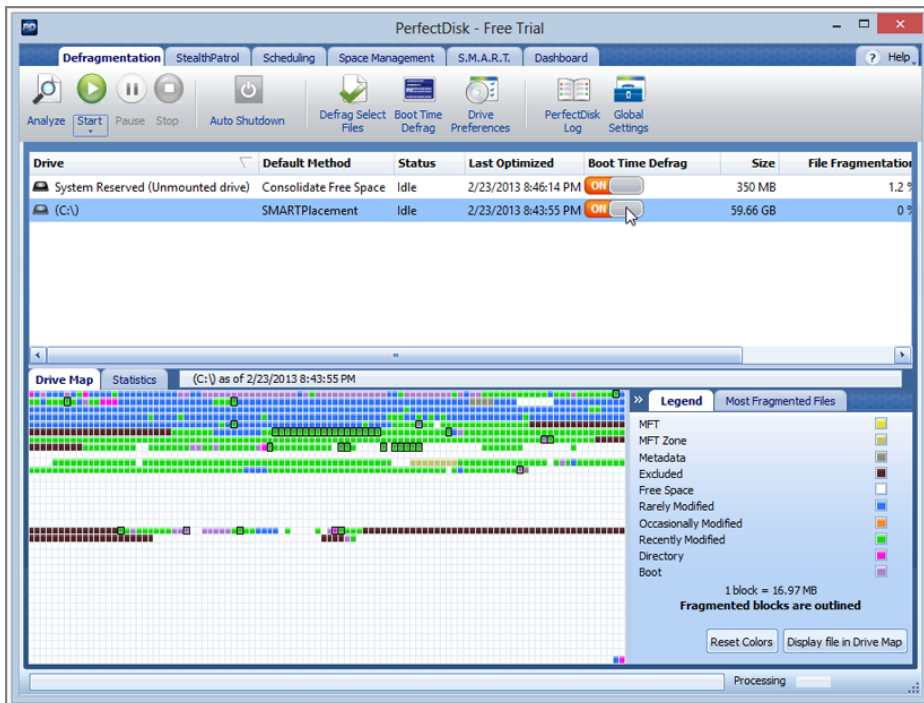 PD
PerfectDisk - Free Trial
Defragmentation StealthPatrol Scheduling Space Management S.M.A.R.T. Dashboard ? Help
Analyze Start Pause Stop Auto Shutdown Defrag Select Files Boot Time Defrag Drive Preferences PerfectDisk Log Global Settings
Drive Default Method Status Last Optimized Boot Time Defrag Size File Fragmentation
System Reserved (Unmounted drive) Consolidate Free Space Idle 2/23/2013 8:46:14 PM ON 350 MB 1.2 %
(C:\) SMARTPlacement Idle 2/23/2013 8:43:55 PM ON 59.66 GB 0 %
Drive Map Statistics (C:\) as of 2/23/2013 8:43:55 PM
» Legend Most Fragmented Files
MFT
MFT Zone
Metadata
Excluded
Free Space
Rarely Modified
Occasionally Modified
Recently Modified
Directory
Boot
1 block = 16.97 MB
Fragmented blocks are outlined
Reset Colors Display file in Drive Map
Processing